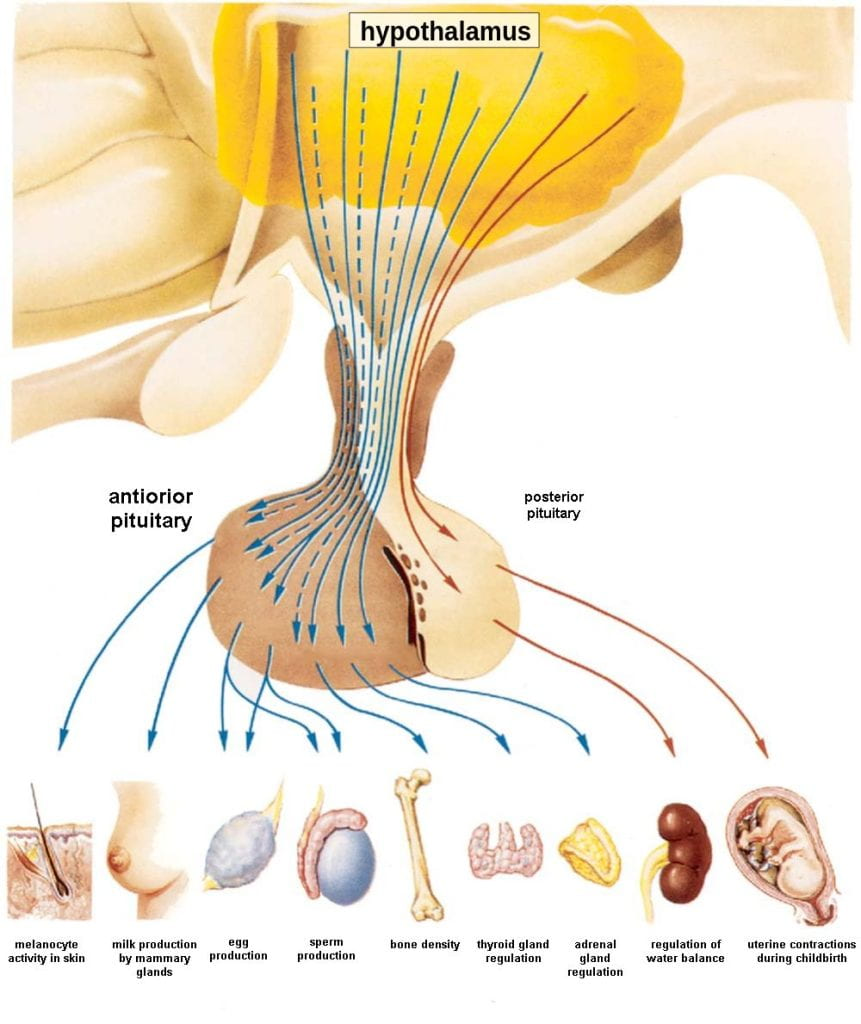 hypothalamus
antiorior
pituitary
posterior
pituitary
melanocyte
activity in skin
milk production
by mammary
glands
egg
production
sperm
production
bone density
thyroid gland
regulation
adrenal
gland
regulation
regulation of
water balance
uterine contractions
during childbirth